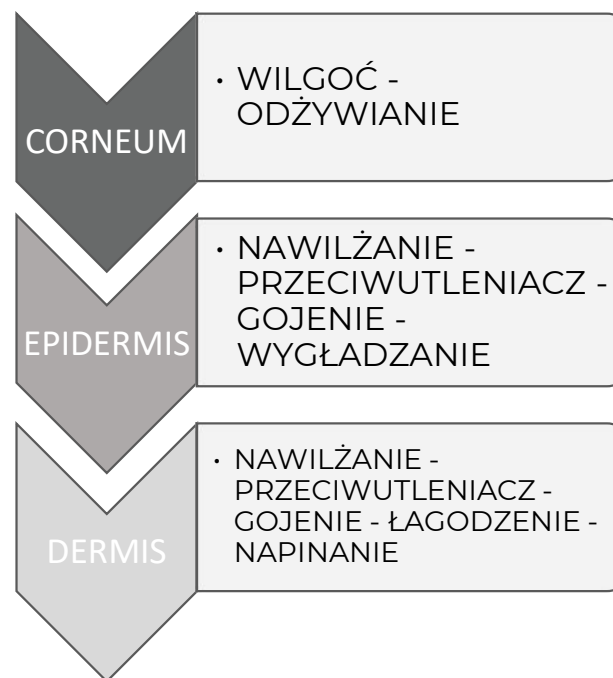 CORNEUM
• WILGOĆ -
ODŻYWIANIE
EPIDERMIS
• NAWILŻANIE -
PRZECIWUTLENIACZ -
GOJENIE -
WYGŁADZANIE
DERMIS
• NAWILŻANIE -
PRZECIWUTLENIACZ -
GOJENIE - ŁAGODZENIE -
NAPINANIE